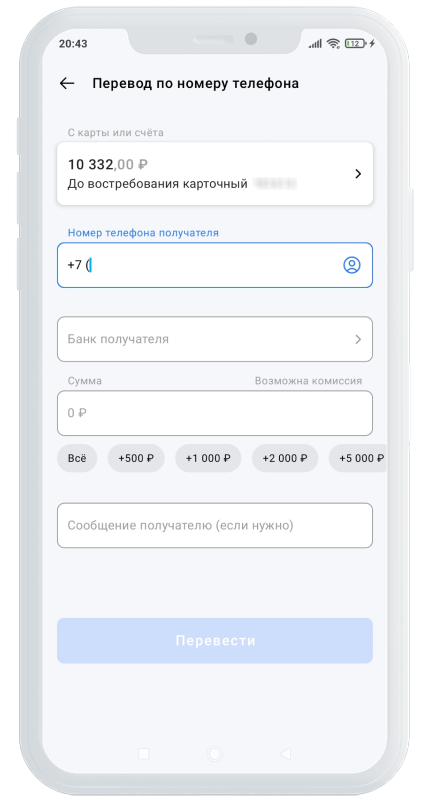 20:43
12
Перевод по номеру телефона
С карты или счёта
10 332,00 ₽
До востребования карточный
Номер телефона получателя
+7 (
Банк получателя
Сумма Возможна комиссия
0 ₽
Всё +500 ₽ +1 000 ₽ +2 000 ₽ +5 000 ₽
Сообщение получателю (если нужно)
Перевести